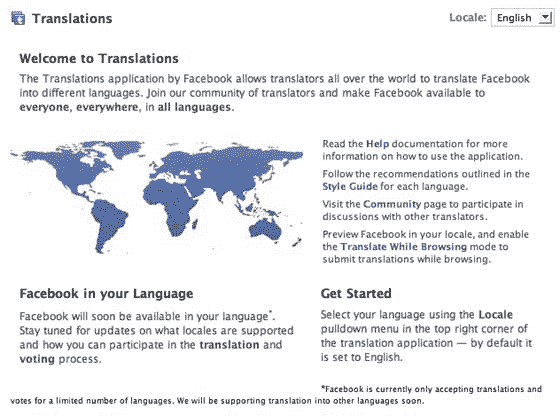 Translations
Locale: English
Welcome to Translations
The Translations application by Facebook allows translators all over the world to translate Facebook
into different languages. Join our community of translators and make Facebook available to
everyone, everywhere, in all languages.
Read the Help documentation for more
information on how to use the application.
Follow the recommendations outlined in the
Style Guide for each language.
Visit the Community page to participate in
discussions with other translators.
Preview Facebook in your locale, and enable
the Translate While Browsing mode to
submit translations while browsing.
Facebook in your Language
Facebook will soon be available in your language*.
Stay tuned for updates on what locales are supported
and how you can participate in the translation and
voting process.
Get Started
Select your language using the Locale
pulldown menu in the top right corner of
the translation application — by default it
is set to English.
*Facebook is currently only accepting translations and
votes for a limited number of languages. We will be supporting translation into other languages soon.